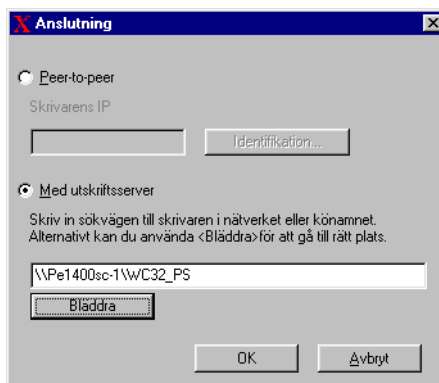 Anslutning
Peer-to-peer
Skrivarens IP
Identifikation...
Med utskriftsserver
Skriv in sökvägen till skrivaren i nätverket eller könamnet.
Alternativt kan du använda <Bläddra>för att gå till rätt plats.
\\Pe1400sc-1\WC32_PS
Bläddra
OK Avbryt